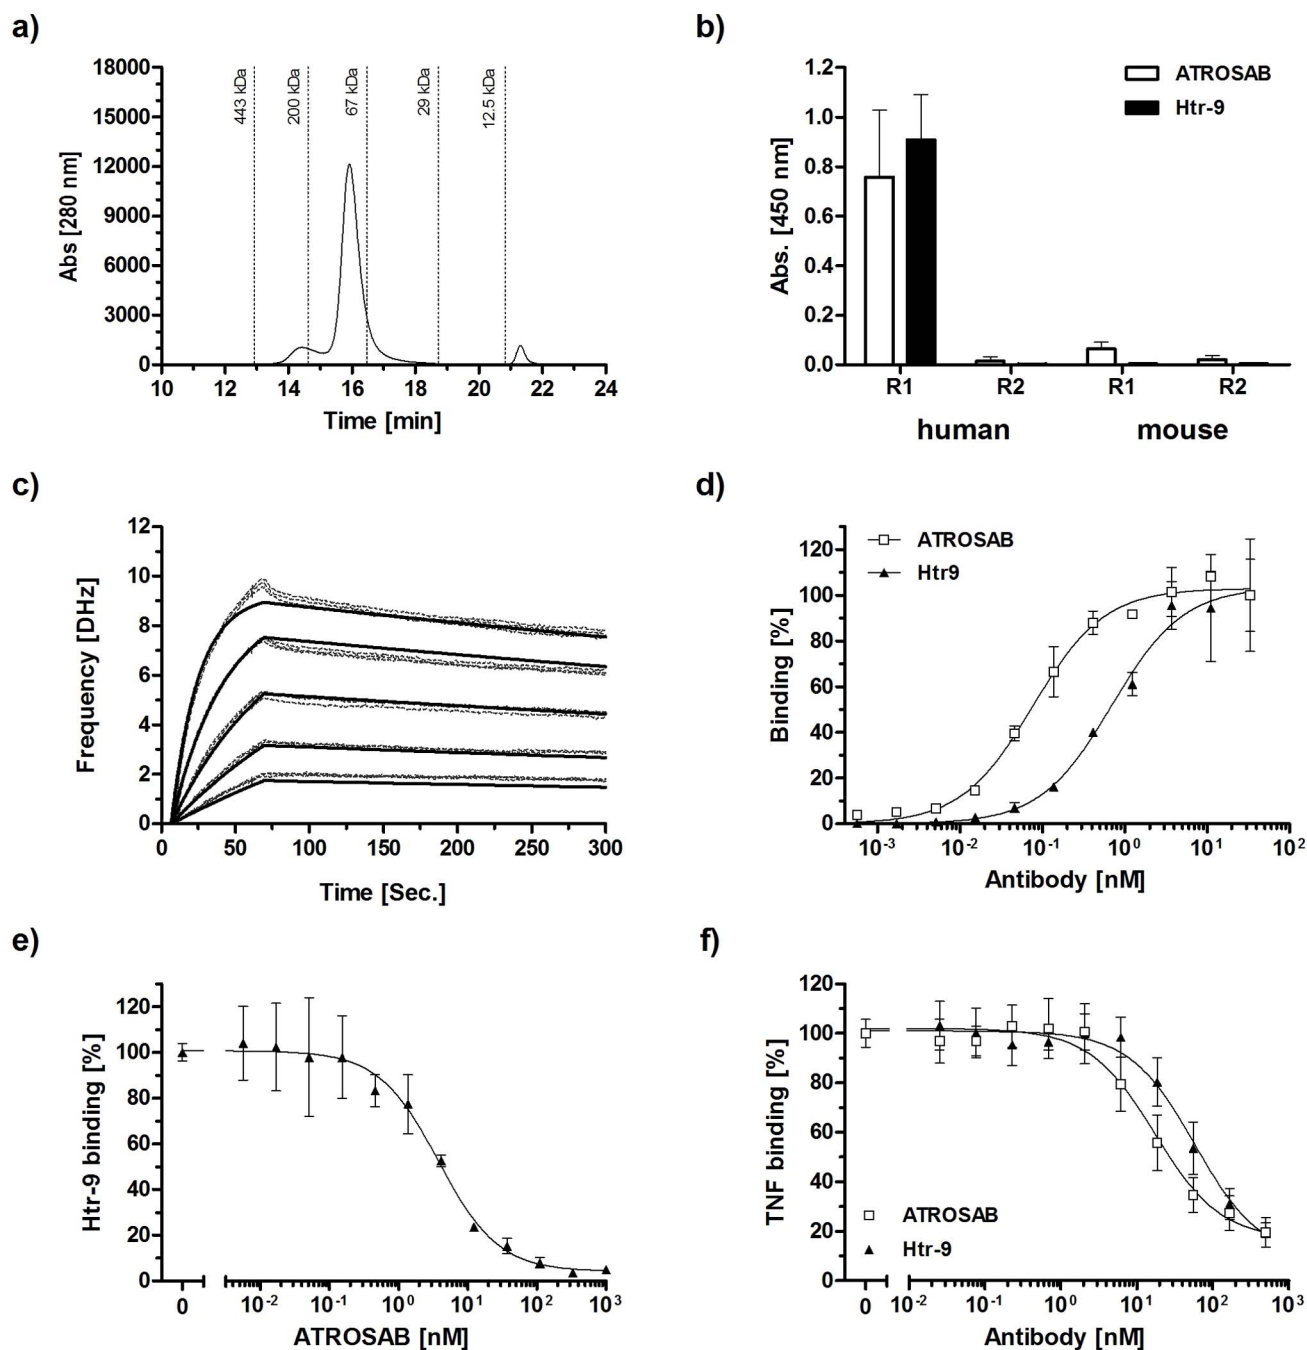 a)
443 kDa
200 kDa
67 kDa
29 kDa
12.5 kDa
18000
15000
12000
9000
6000
3000
0
Abs [280 nm]
10 12 14 16 18 20 22 24
Time [min]
b)
ATROSAB
Htr-9
1.2
1.0
0.8
0.6
0.4
0.2
0.0
Abs. [450 nm]
R1 R2 R1 R2
human mouse
c)
12
10
8
6
4
2
0
Frequency [DHz]
0 50 100 150 200 250 300
Time [Sec.]
d)
ATROSAB
Htr9
120
100
80
60
40
20
0
Binding [%]
10-3 10-2 10-1 100 101 102
Antibody [nM]
e)
120
100
80
60
40
20
0
Htr-9 binding [%]
0 10-2 10-1 100 101 102 103
ATROSAB [nM]
f)
120
100
80
60
40
20
0
TNF binding [%]
ATROSAB
Htr-9
0 10-2 10-1 100 101 102 103
Antibody [nM]